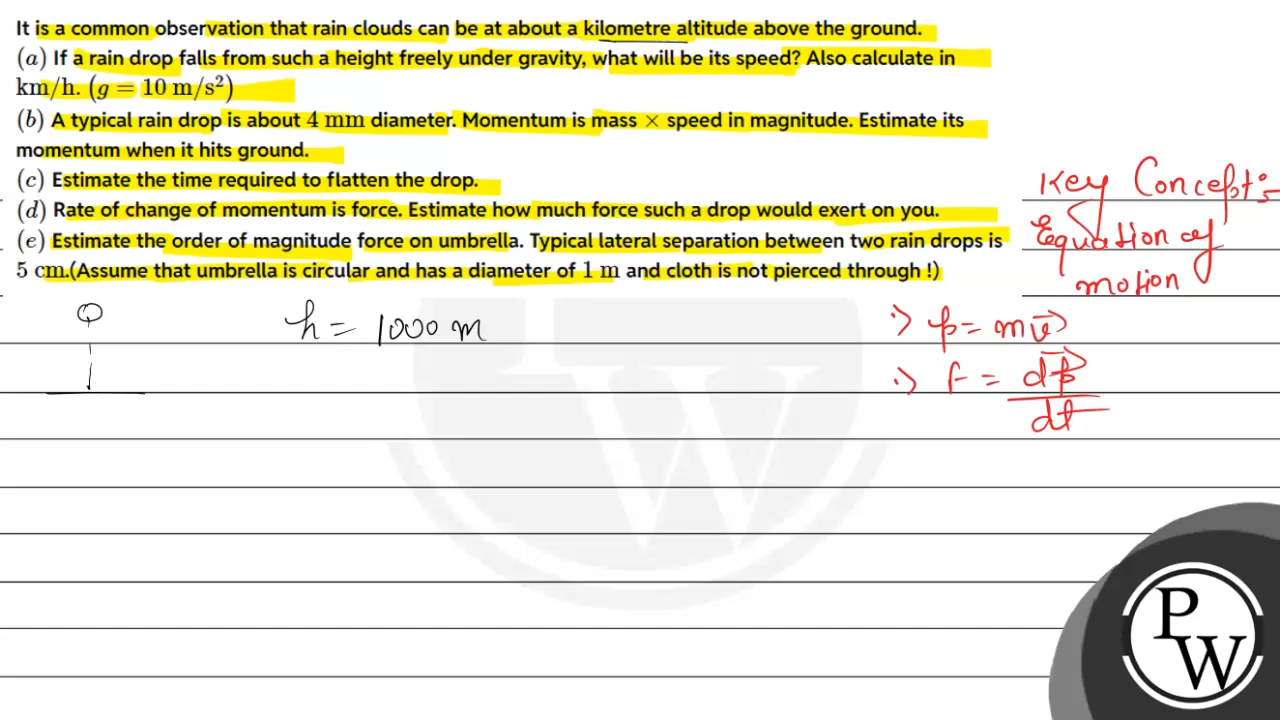 It is a common observation that rain clouds can be at about a kilometre altitude above the ground.
(a) If a rain drop falls from such a height freely under gravity, what will be its speed? Also calculate in
km/h. (g = 10 m/s²)
(b) A typical rain drop is about 4 mm diameter. Momentum is mass × speed in magnitude. Estimate its
momentum when it hits ground.
(c) Estimate the time required to flatten the drop.
(d) Rate of change of momentum is force. Estimate how much force such a drop would exert on you.
(e) Estimate the order of magnitude force on umbrella. Typical lateral separation between two rain drops is
5 cm.(Assume that umbrella is circular and has a diameter of 1 m and cloth is not pierced through !)
Key Concepts
Equation of
motion
h = 1000 m
∴) p = mv⃗
∴) F = dp⃗
dt
P
W